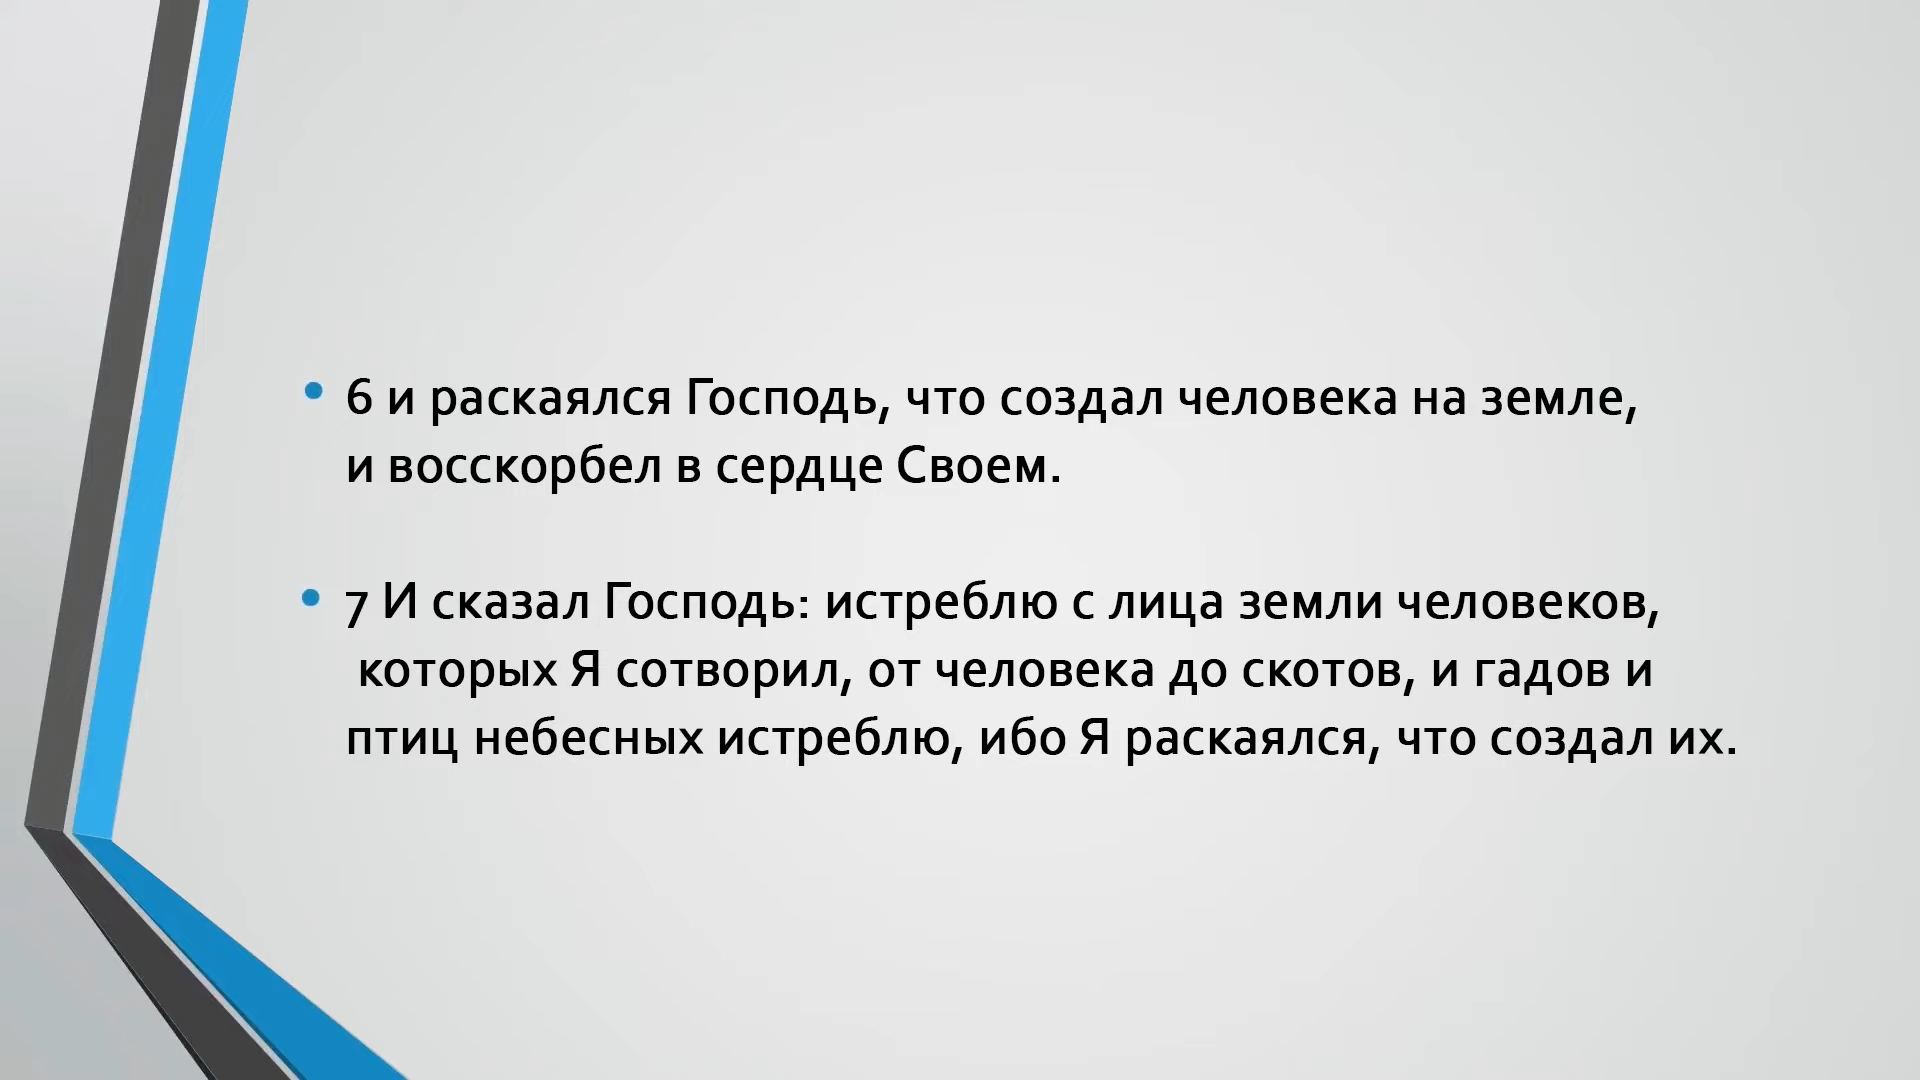 • 6 и раскаялся Господь, что создал человека на земле,
и восскорбел в сердце Своем.
• 7 И сказал Господь: истреблю с лица земли человеков,
которых Я сотворил, от человека до скотов, и гадов и
птиц небесных истреблю, ибо Я раскаялся, что создал их.